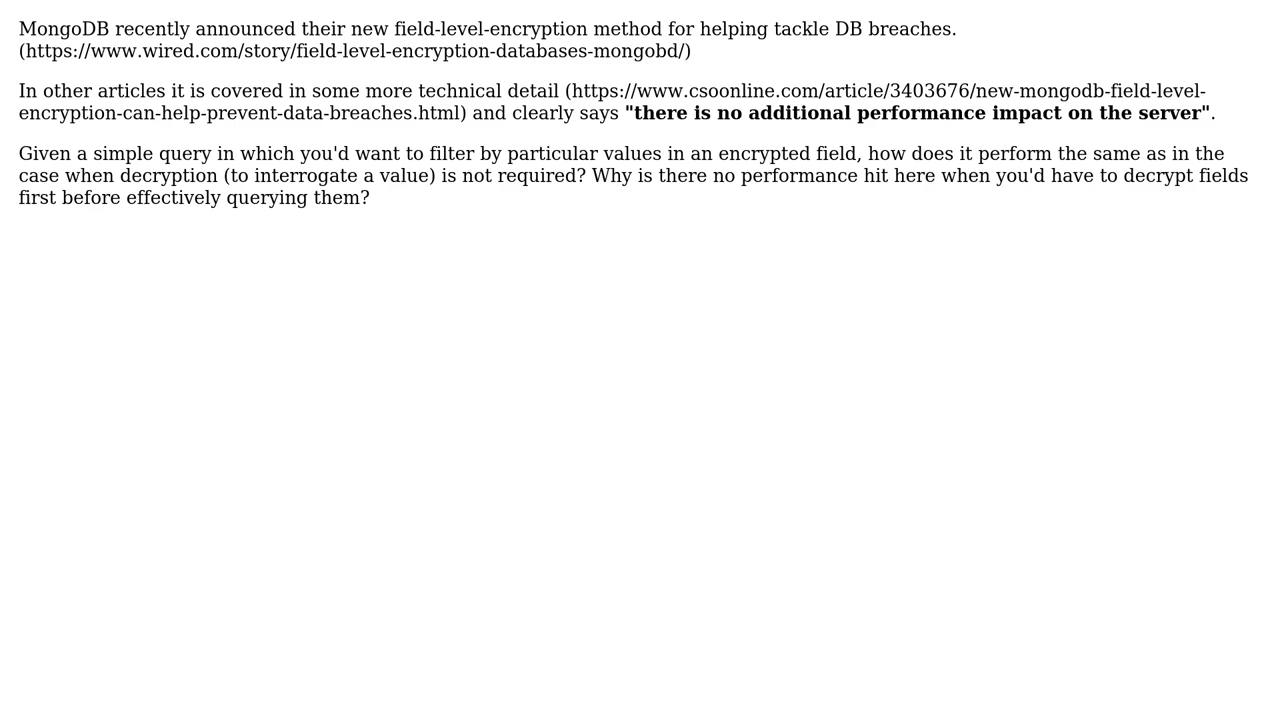 MongoDB recently announced their new field-level-encryption method for helping tackle DB breaches.
(https://www.wired.com/story/field-level-encryption-databases-mongobd/)
In other articles it is covered in some more technical detail (https://www.csoonline.com/article/3403676/new-mongodb-field-level-
encryption-can-help-prevent-data-breaches.html) and clearly says "there is no additional performance impact on the server".
Given a simple query in which you'd want to filter by particular values in an encrypted field, how does it perform the same as in the
case when decryption (to interrogate a value) is not required? Why is there no performance hit here when you'd have to decrypt fields
first before effectively querying them?